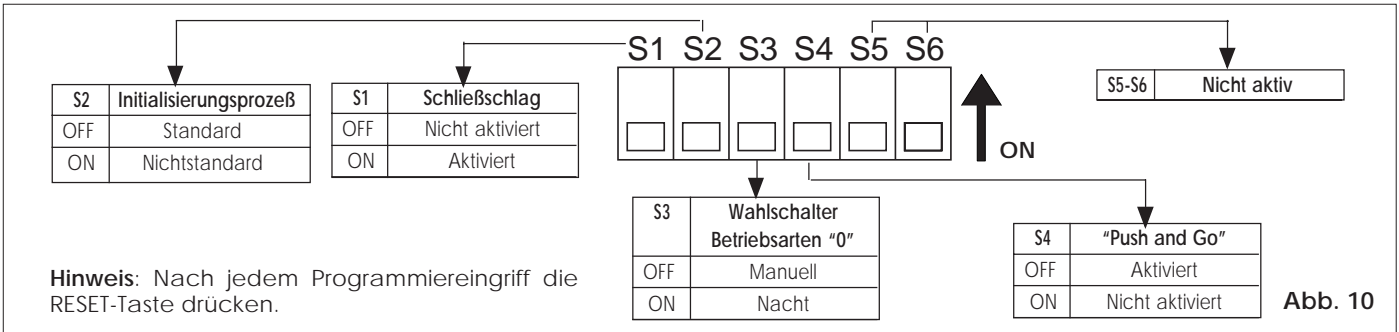 S1 S2 S3 S4 S5 S6
ON
S2 Initialisierungsprozeß
OFF Standard
ON Nichtstandard
S1 Schließschlag
OFF Nicht aktiviert
ON Aktiviert
S5-S6 Nicht aktiv
S3 Wahlschalter
Betriebsarten “0”
OFF Manuell
ON Nacht
S4 “Push and Go”
OFF Aktiviert
ON Nicht aktiviert
Hinweis: Nach jedem Programmiereingriff die
RESET-Taste drücken.
Abb. 10